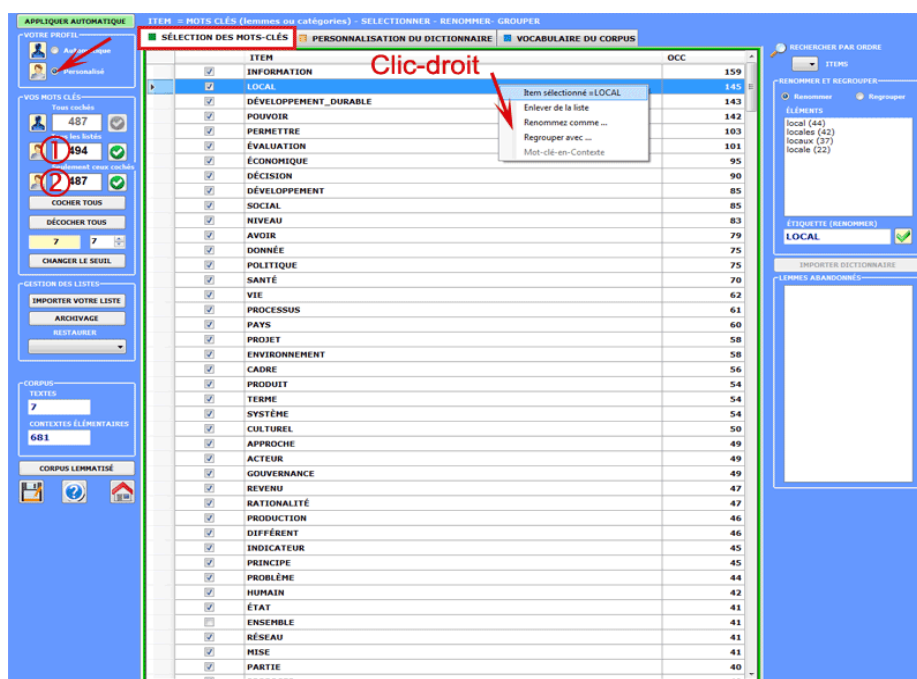 APPLIQUER AUTOMATIQUE
ITEM = MOTS CLÉS (lemmes ou catégories) - SELECTIONNER - RENOMMER- GROUPER
VOTRE PROFIL
Automatique
Personalisé
VOS MOTS CLÉS
Tous cochés
487
les listés
1
494
Seulement ceux cochés
2
487
COCHER TOUS
DÉCOCHER TOUS
7 7
CHANGER LE SEUIL
GESTION DES LISTES
IMPORTER VOTRE LISTE
ARCHIVAGE
RESTAURER
CORPUS
TEXTES
7
CONTEXTES ÉLÉMENTAIRES
681
CORPUS LEMMATISÉ
SÉLECTION DES MOTS-CLÉS
PERSONNALISATION DU DICTIONNAIRE
VOCABULAIRE DU CORPUS
ITEM OCC
Clic-droit
INFORMATION 159
LOCAL 145
DÉVELOPPEMENT_DURABLE 143
POUVOIR 142
PERMETTRE 103
ÉVALUATION 101
ÉCONOMIQUE 95
DÉCISION 90
DÉVELOPPEMENT 85
SOCIAL 85
NIVEAU 83
AVOIR 79
DONNÉE 75
POLITIQUE 75
SANTÉ 70
VIE 62
PROCESSUS 61
PAYS 60
PROJET 58
ENVIRONNEMENT 58
CADRE 56
PRODUIT 54
TERME 54
SYSTÈME 54
CULTUREL 50
APPROCHE 49
ACTEUR 49
GOUVERNANCE 49
REVENU 47
RATIONALITÉ 47
PRODUCTION 46
DIFFÉRENT 46
INDICATEUR 45
PRINCIPE 45
PROBLÈME 44
HUMAIN 42
ÉTAT 41
ENSEMBLE 41
RÉSEAU 41
MISE 41
PARTIE 40
Item sélectionné =LOCAL
Enlever de la liste
Renommez comme ...
Regrouper avec ...
Mot-clé-en-Contexte
RECHERCHER PAR ORDRE
ITEMS
RENOMMER ET REGROUPER
Renommer Regrouper
ÉLÉMENTS
local (44)
locales (42)
locaux (37)
locale (22)
ÉTIQUETTE (RENOMMER)
LOCAL
IMPORTER DICTIONNAIRE
LEMMES ABANDONNÉS